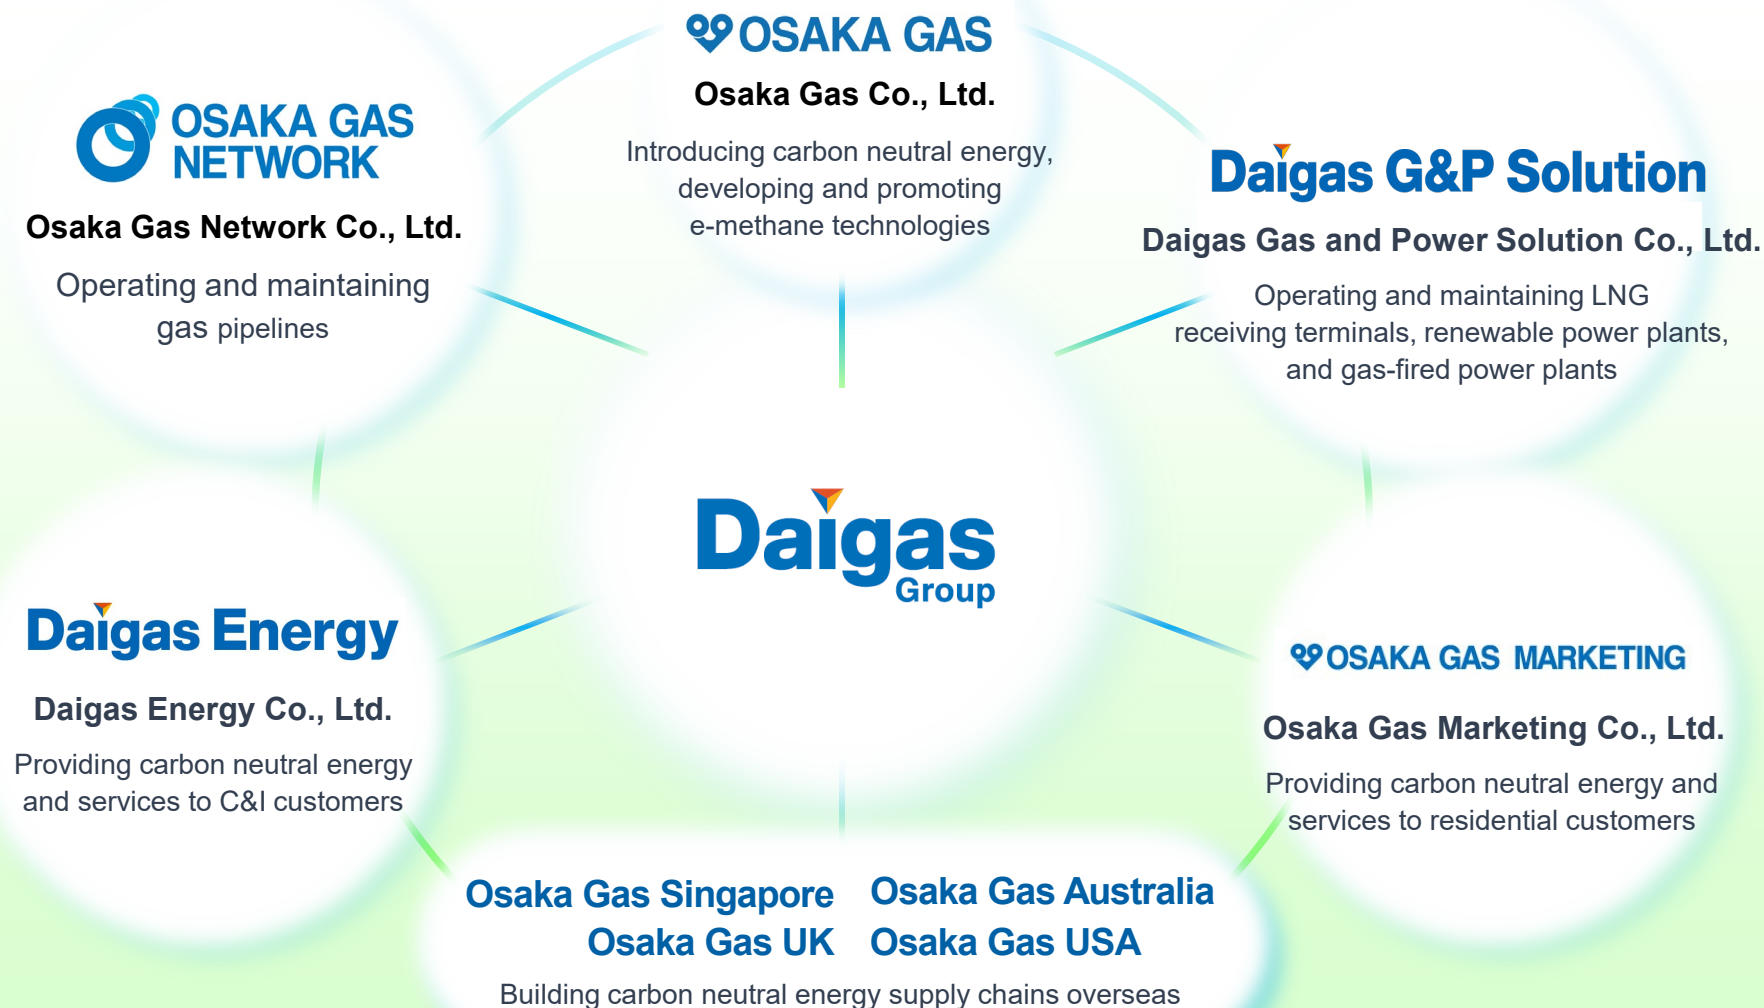 OSAKA GAS
Osaka Gas Co., Ltd.
Introducing carbon neutral energy,
developing and promoting
e-methane technologies
OSAKA GAS
NETWORK
Osaka Gas Network Co., Ltd.
Operating and maintaining
gas pipelines
Daigas G&P Solution
Daigas Gas and Power Solution Co., Ltd.
Operating and maintaining LNG
receiving terminals, renewable power plants,
and gas-fired power plants
Daigas
Group
Daigas Energy
Daigas Energy Co., Ltd.
Providing carbon neutral energy
and services to C&I customers
OSAKA GAS MARKETING
Osaka Gas Marketing Co., Ltd.
Providing carbon neutral energy and
services to residential customers
Osaka Gas Singapore Osaka Gas Australia
Osaka Gas UK Osaka Gas USA
Building carbon neutral energy supply chains overseas